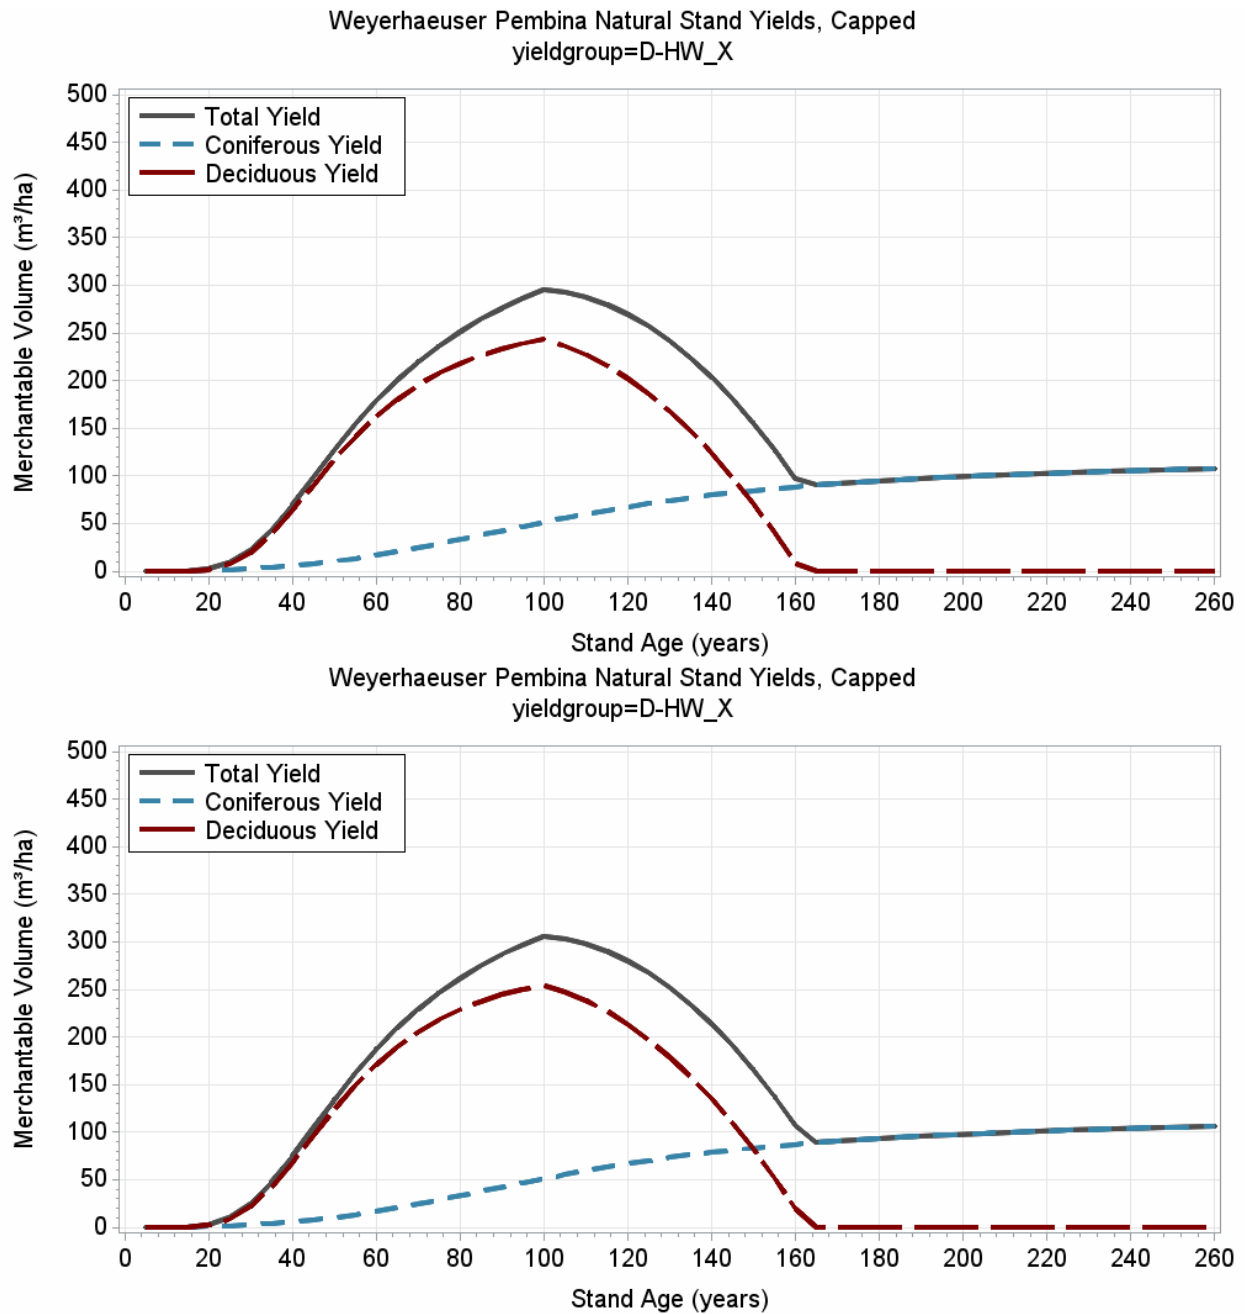 Weyerhaeuser Pembina Natural Stand Yields, Capped
yieldgroup=D-HW_X
500
450
400
350
300
250
200
150
100
50
0
Merchantable Volume (m³/ha)
Total Yield
Coniferous Yield
Deciduous Yield
0 20 40 60 80 100 120 140 160 180 200 220 240 260
Stand Age (years)
Weyerhaeuser Pembina Natural Stand Yields, Capped
yieldgroup=D-HW_X
500
450
400
350
300
250
200
150
100
50
0
Merchantable Volume (m³/ha)
Total Yield
Coniferous Yield
Deciduous Yield
0 20 40 60 80 100 120 140 160 180 200 220 240 260
Stand Age (years)